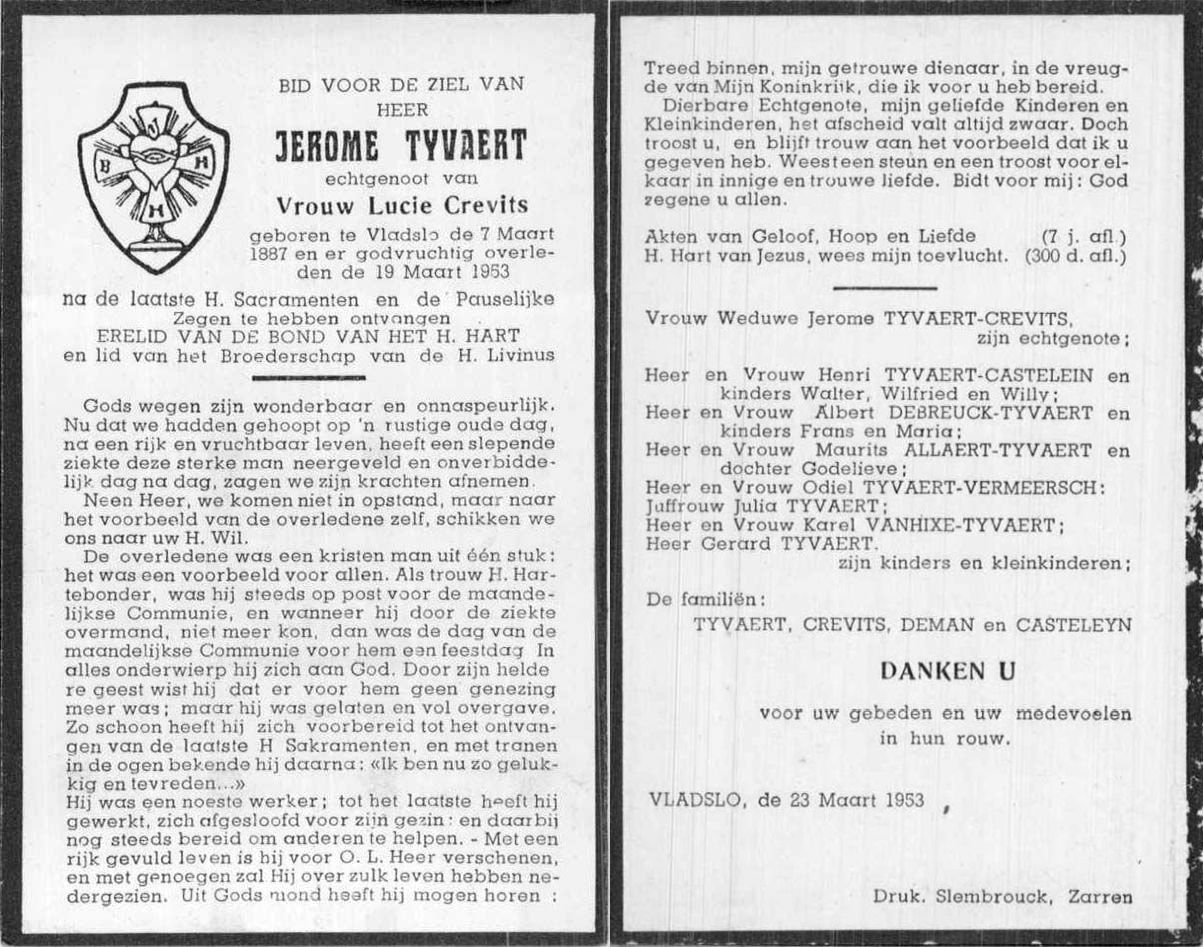 BID VOOR DE ZIEL VAN
HEER
JEROME TYVAERT
echtgenoot van
Vrouw Lucie Crevits
geboren te Vladslo de 7 Maart
1887 en er godvruchtig overle-
den de 19 Maart 1953
na de laatste H. Sacramenten en de Pauselijke
Zegen te hebben ontvangen
ERELID VAN DE BOND VAN HET H. HART
en lid van het Broederschap van de H. Livinus
J
B H
H
Gods wegen zijn wonderbaar en onnaspeurlijk.
Nu dat we hadden gehoopt op 'n rustige oude dag,
na een rijk en vruchtbaar leven, heeft een slepende
ziekte deze sterke man neergeveld en onverbidde-
lijk dag na dag, zagen we zijn krachten afnemen.
Neen Heer, we komen niet in opstand, maar naar
het voorbeeld van de overledene zelf, schikken we
ons naar uw H. Wil.
De overledene was een kristen man uit één stuk:
het was een voorbeeld voor allen. Als trouw H. Har-
tebonder, was hij steeds op post voor de maande-
lijkse Communie, en wanneer hij door de ziekte
overmand, niet meer kon, dan was de dag van de
maandelijkse Communie voor hem een feestdag In
alles onderwierp hij zich aan God. Door zijn helde
re geest wist hij dat er voor hem geen genezing
meer was; maar hij was gelaten en vol overgave.
Zo schoon heeft hij zich voorbereid tot het ontvan-
gen van de laatste H Sakramenten, en met tranen
in de ogen bekende hij daarna: «Ik ben nu zo geluk-
kig en tevreden...»
Hij was een noeste werker; tot het laatste heeft hij
gewerkt, zich afgesloofd voor zijn gezin: en daarbij
nog steeds bereid om anderen te helpen. - Met een
rijk gevuld leven is hij voor O. L. Heer verschenen,
en met genoegen zal Hij over zulk leven hebben ne-
dergezien. Uit Gods mond heeft hij mogen horen :
Treed binnen, mijn getrouwe dienaar, in de vreug-
de van Mijn Koninkrijk, die ik voor u heb bereid.
Dierbare Echtgenote, mijn geliefde Kinderen en
Kleinkinderen, het afscheid valt altijd zwaar. Doch
troost u, en blijft trouw aan het voorbeeld dat ik u
gegeven heb. Weest een steun en een troost voor el-
kaar in innige en trouwe liefde. Bidt voor mij: God
zegene u allen.
Akten van Geloof, Hoop en Liefde (7 j. afl.)
H. Hart van Jezus, wees mijn toevlucht. (300 d. afl.)
Vrouw Weduwe Jerome TYVAERT-CREVITS,
zijn echtgenote;
Heer en Vrouw Henri TYVAERT-CASTELEIN en
kinders Walter, Wilfried en Willy;
Heer en Vrouw Albert DEBREUCK-TYVAERT en
kinders Frans en Maria;
Heer en Vrouw Maurits ALLAERT-TYVAERT en
dochter Godelieve;
Heer en Vrouw Odiel TYVAERT-VERMEERSCH:
Juffrouw Julia TYVAERT;
Heer en Vrouw Karel VANHIXE-TYVAERT;
Heer Gerard TYVAERT.
zijn kinders en kleinkinderen;
De familiën:
TYVAERT, CREVITS, DEMAN en CASTELEYN
DANKEN U
voor uw gebeden en uw medevoelen
in hun rouw.
VLADSLO, de 23 Maart 1953
Druk. Slembrouck, Zarren